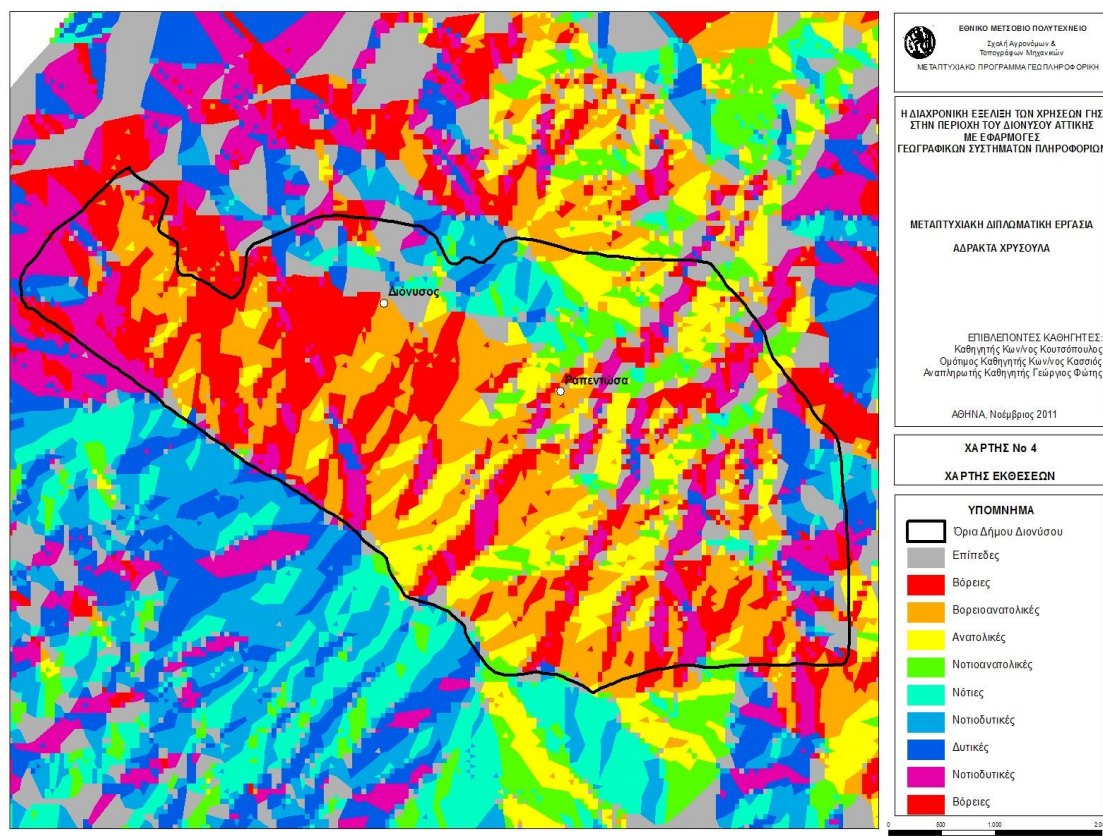 ΕΘΝΙΚΟ ΜΕΤΣΟΒΙΟ ΠΟΛΥΤΕΧΝΕΙΟ
Σχολή Αγρονόμων &
Τοπογράφων Μηχανικών
ΜΕΤΑΠΤΥΧΙΑΚΟ ΠΡΟΓΡΑΜΜΑ ΓΕΩΠΛΗΡΟΦΟΡΙΚΗ
Η ΔΙΑΧΡΟΝΙΚΗ ΕΞΕΛΙΞΗ ΤΩΝ ΧΡΗΣΕΩΝ ΓΗΣ
ΣΤΗΝ ΠΕΡΙΟΧΗ ΤΟΥ ΔΙΟΝΥΣΟΥ ΑΤΤΙΚΗΣ
ΜΕ ΕΦΑΡΜΟΓΕΣ
ΓΕΩΓΡΑΦΙΚΩΝ ΣΥΣΤΗΜΑΤΩΝ ΠΛΗΡΟΦΟΡΙΩΝ
ΜΕΤΑΠΤΥΧΙΑΚΗ ΔΙΠΛΩΜΑΤΙΚΗ ΕΡΓΑΣΙΑ
ΑΔΡΑΚΤΑ ΧΡΥΣΟΥΛΑ
ΕΠΙΒΛΕΠΟΝΤΕΣ ΚΑΘΗΓΗΤΕΣ:
Καθηγητής Κων/νος Κουτσόπουλος
Ομότιμος Καθηγητής Κων/νος Κασσιός
Αναπληρωτής Καθηγητής Γεώργιος Φώτης
ΑΘΗΝΑ, Νοέμβριος 2011
ΧΑΡΤΗΣ Νο 4
ΧΑΡΤΗΣ ΕΚΘΕΣΕΩΝ
ΥΠΟΜΝΗΜΑ
Όρια Δήμου Διονύσου
Επίπεδες
Βόρειες
Βορειοανατολικές
Ανατολικές
Νοτιοανατολικές
Νότιες
Νοτιοδυτικές
Δυτικές
Νοτιοδυτικές
Βόρειες
0 500 1.000
Διόνυσος
Ραπεντωσα